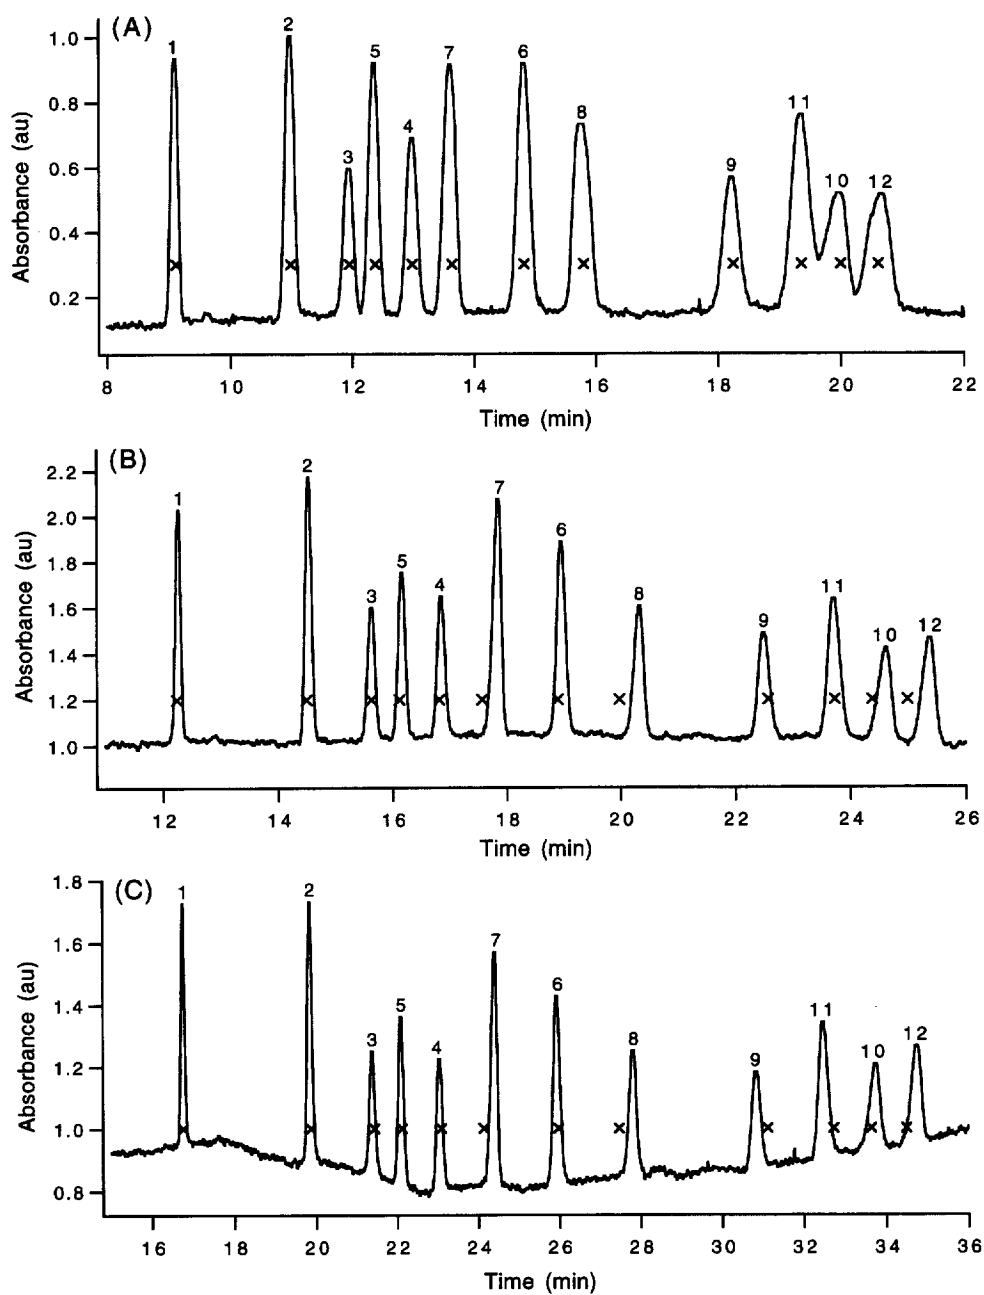 (A)
1 2 3 5 4 7 6 8 9 11 10 12
Absorbance (au)
1.0
0.8
0.6
0.4
0.2
8 10 12 14 16 18 20 22
Time (min)
(B)
1 2 3 5 4 7 6 8 9 11 10 12
Absorbance (au)
2.2
2.0
1.8
1.6
1.4
1.2
1.0
12 14 16 18 20 22 24 26
Time (min)
(C)
1 2 3 5 4 7 6 8 9 11 10 12
Absorbance (au)
1.8
1.6
1.4
1.2
1.0
0.8
16 18 20 22 24 26 28 30 32 34 36
Time (min)